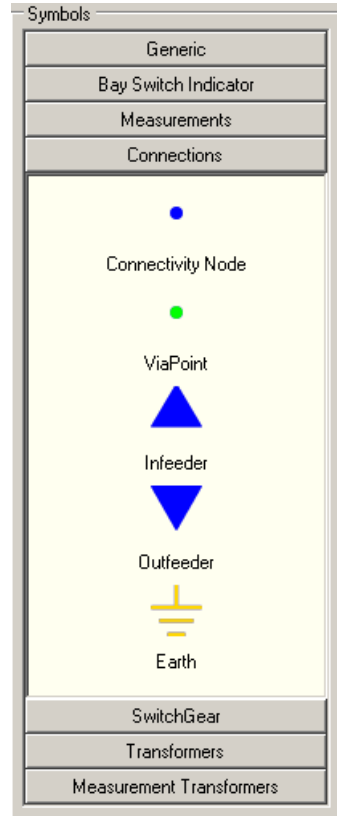 Symbols
Generic
Bay Switch Indicator
Measurements
Connections
Connectivity Node
ViaPoint
Infeeder
Outfeeder
Earth
SwitchGear
Transformers
Measurement Transformers